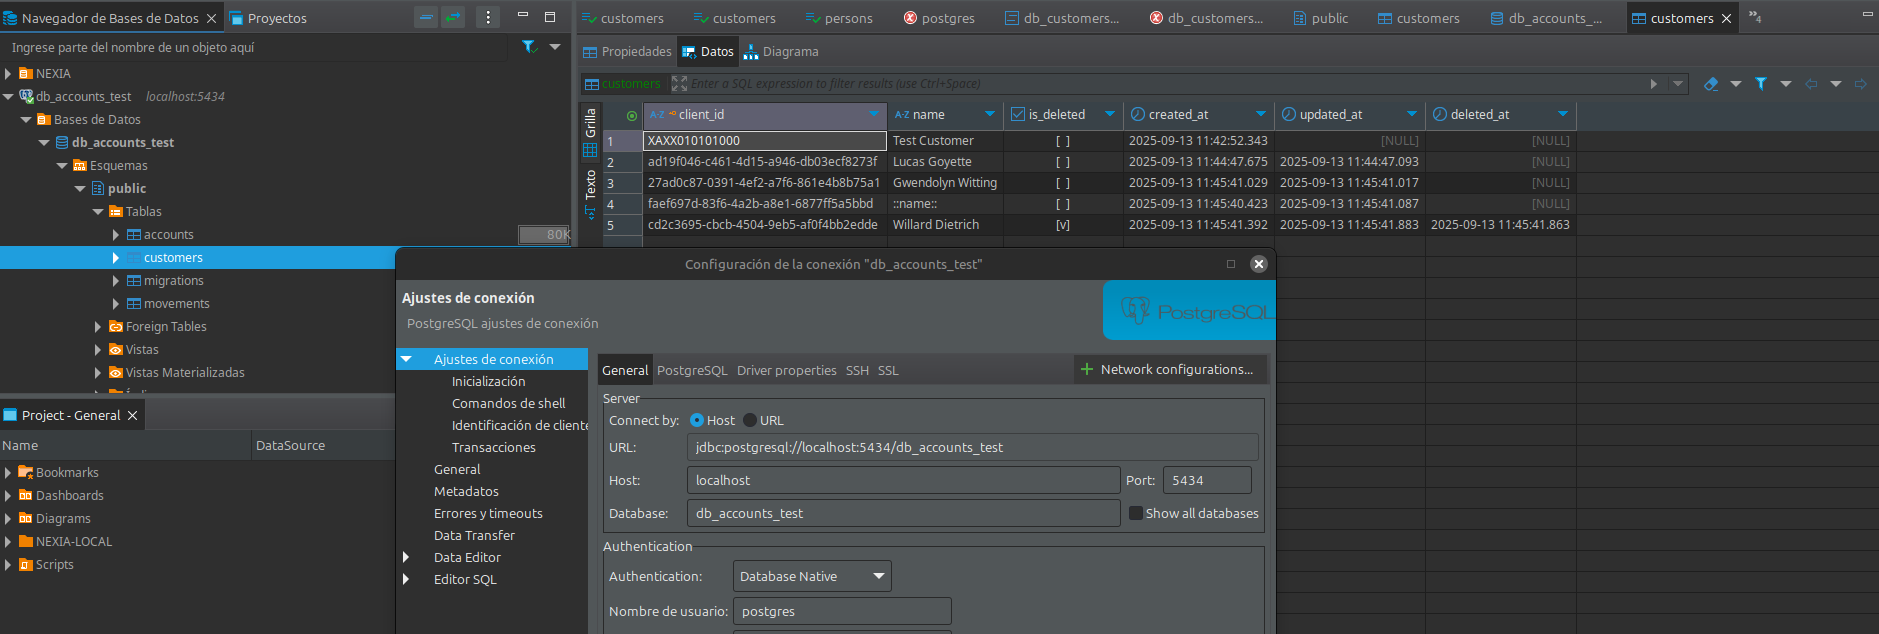 Navegador de Bases de Datos
Proyectos
Ingrese parte del nombre de un objeto aquí
NEXIA
db_accounts_test localhost:5434
Bases de Datos
db_accounts_test
Esquemas
public
Tablas
accounts 80K
customers
migrations
movements
Foreign Tables
Vistas
Vistas Materializadas
Project - General
Name DataSource
Bookmarks
Dashboards
Diagrams
NEXIA-LOCAL
Scripts
customers customers persons postgres db_customers... db_customers... public customers db_accounts_... customers »4
Propiedades Datos Diagrama
customers Enter a SQL expression to filter results (use Ctrl+Space)
Grilla
Texto
A-Z client_id A-Z name is_deleted created_at updated_at deleted_at
1 XAXX010101000 Test Customer [ ] 2025-09-13 11:42:52.343 [NULL] [NULL]
2 ad19f046-c461-4d15-a946-db03ecf8273f Lucas Goyette [ ] 2025-09-13 11:44:47.675 2025-09-13 11:44:47.093 [NULL]
3 27ad0c87-0391-4ef2-a7f6-861e4b8b75a1 Gwendolyn Witting [ ] 2025-09-13 11:45:41.029 2025-09-13 11:45:41.017 [NULL]
4 faef697d-83f6-4a2b-a8e1-6877ff5a5bbd ::name:: [ ] 2025-09-13 11:45:40.423 2025-09-13 11:45:41.087 [NULL]
5 cd2c3695-cbcb-4504-9eb5-af0f4bb2edde Willard Dietrich [v] 2025-09-13 11:45:41.392 2025-09-13 11:45:41.883 2025-09-13 11:45:41.863
Configuración de la conexión "db_accounts_test"
Ajustes de conexión
PostgreSQL ajustes de conexión
PostgreSQL
Ajustes de conexión
Inicialización
Comandos de shell
Identificación de cliente
Transacciones
General
Metadatos
Errores y timeouts
Data Transfer
Data Editor
Editor SQL
General PostgreSQL Driver properties SSH SSL Network configurations...
Server
Connect by: Host URL
URL: jdbc:postgresql://localhost:5434/db_accounts_test
Host: localhost Port: 5434
Database: db_accounts_test Show all databases
Authentication
Authentication: Database Native
Nombre de usuario: postgres